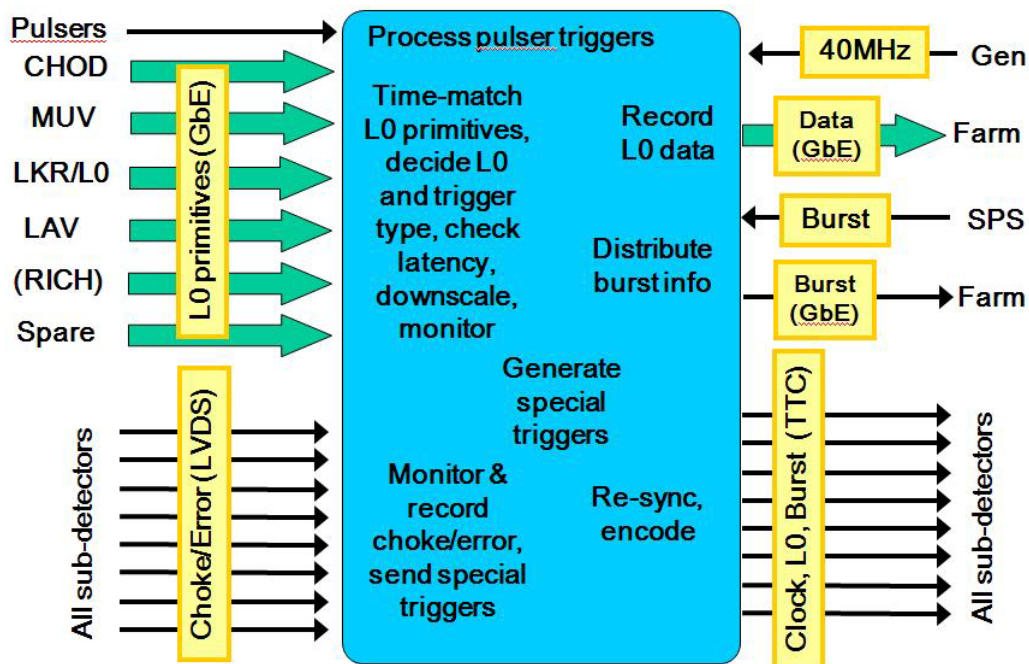 Pulsers
CHOD
MUV
LKR/L0
LAV
(RICH)
Spare
L0 primitives (GbE)
All sub-detectors
Choke/Error (LVDS)
Process pulser triggers
Time-match
L0 primitives,
decide L0
and trigger
type, check
latency,
downscale,
monitor
Record
L0 data
Distribute
burst info
Generate
special
triggers
Monitor &
record
choke/error,
send special
triggers
Re-sync,
encode
40MHz
Gen
Data
(GbE)
Farm
Burst
SPS
Burst
(GbE)
Farm
Clock, L0, Burst (TTC)
All sub-detectors